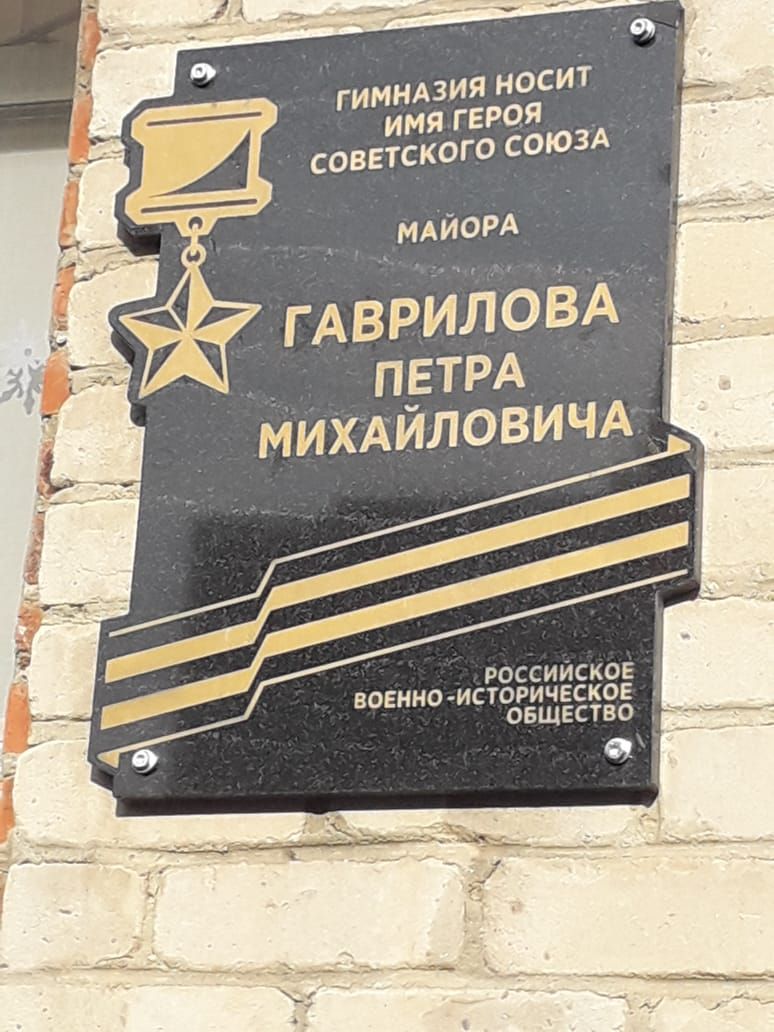 ГИМНАЗИЯ НОСИТ
ИМЯ ГЕРОЯ
СОВЕТСКОГО СОЮЗА
МАЙОРА
ГАВРИЛОВА
ПЕТРА
МИХАЙЛОВИЧА
РОССИЙСКОЕ
ВОЕННО-ИСТОРИЧЕСКОЕ
ОБЩЕСТВО